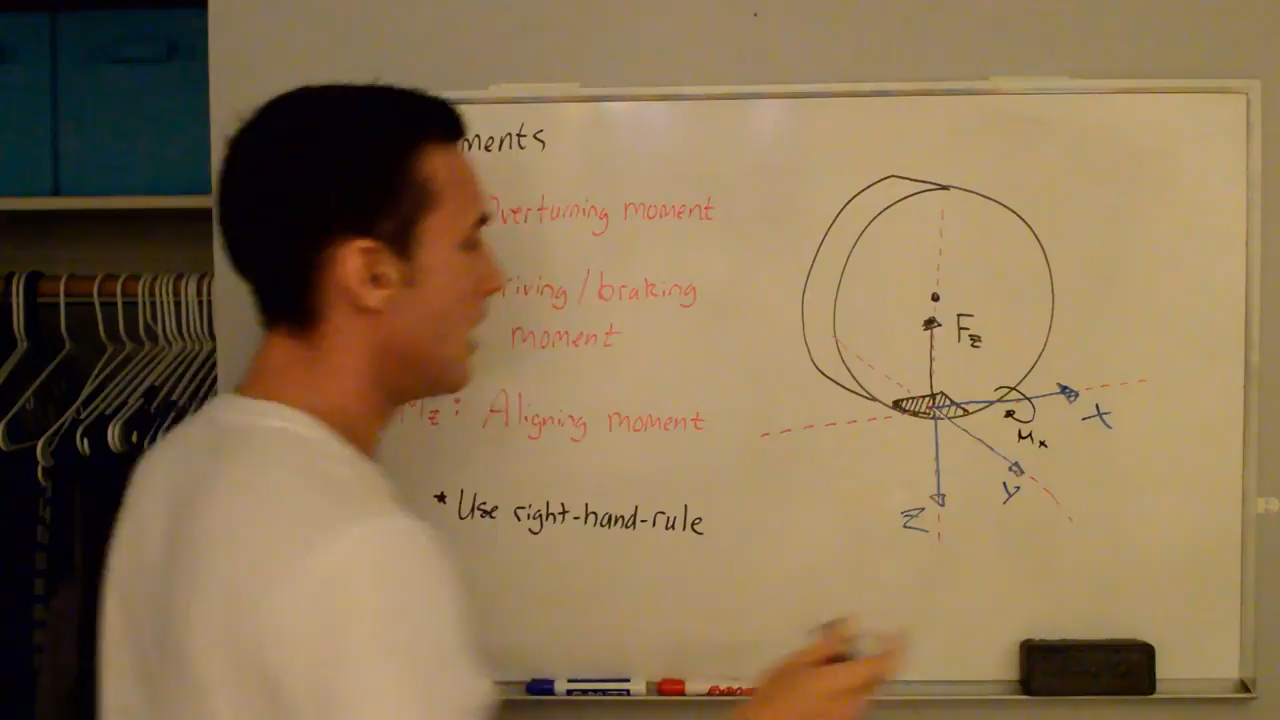 ments
Overturning moment
riving/braking
moment
Mz: Aligning moment
* Use right-hand-rule
Fz
X
Mx
y
Z